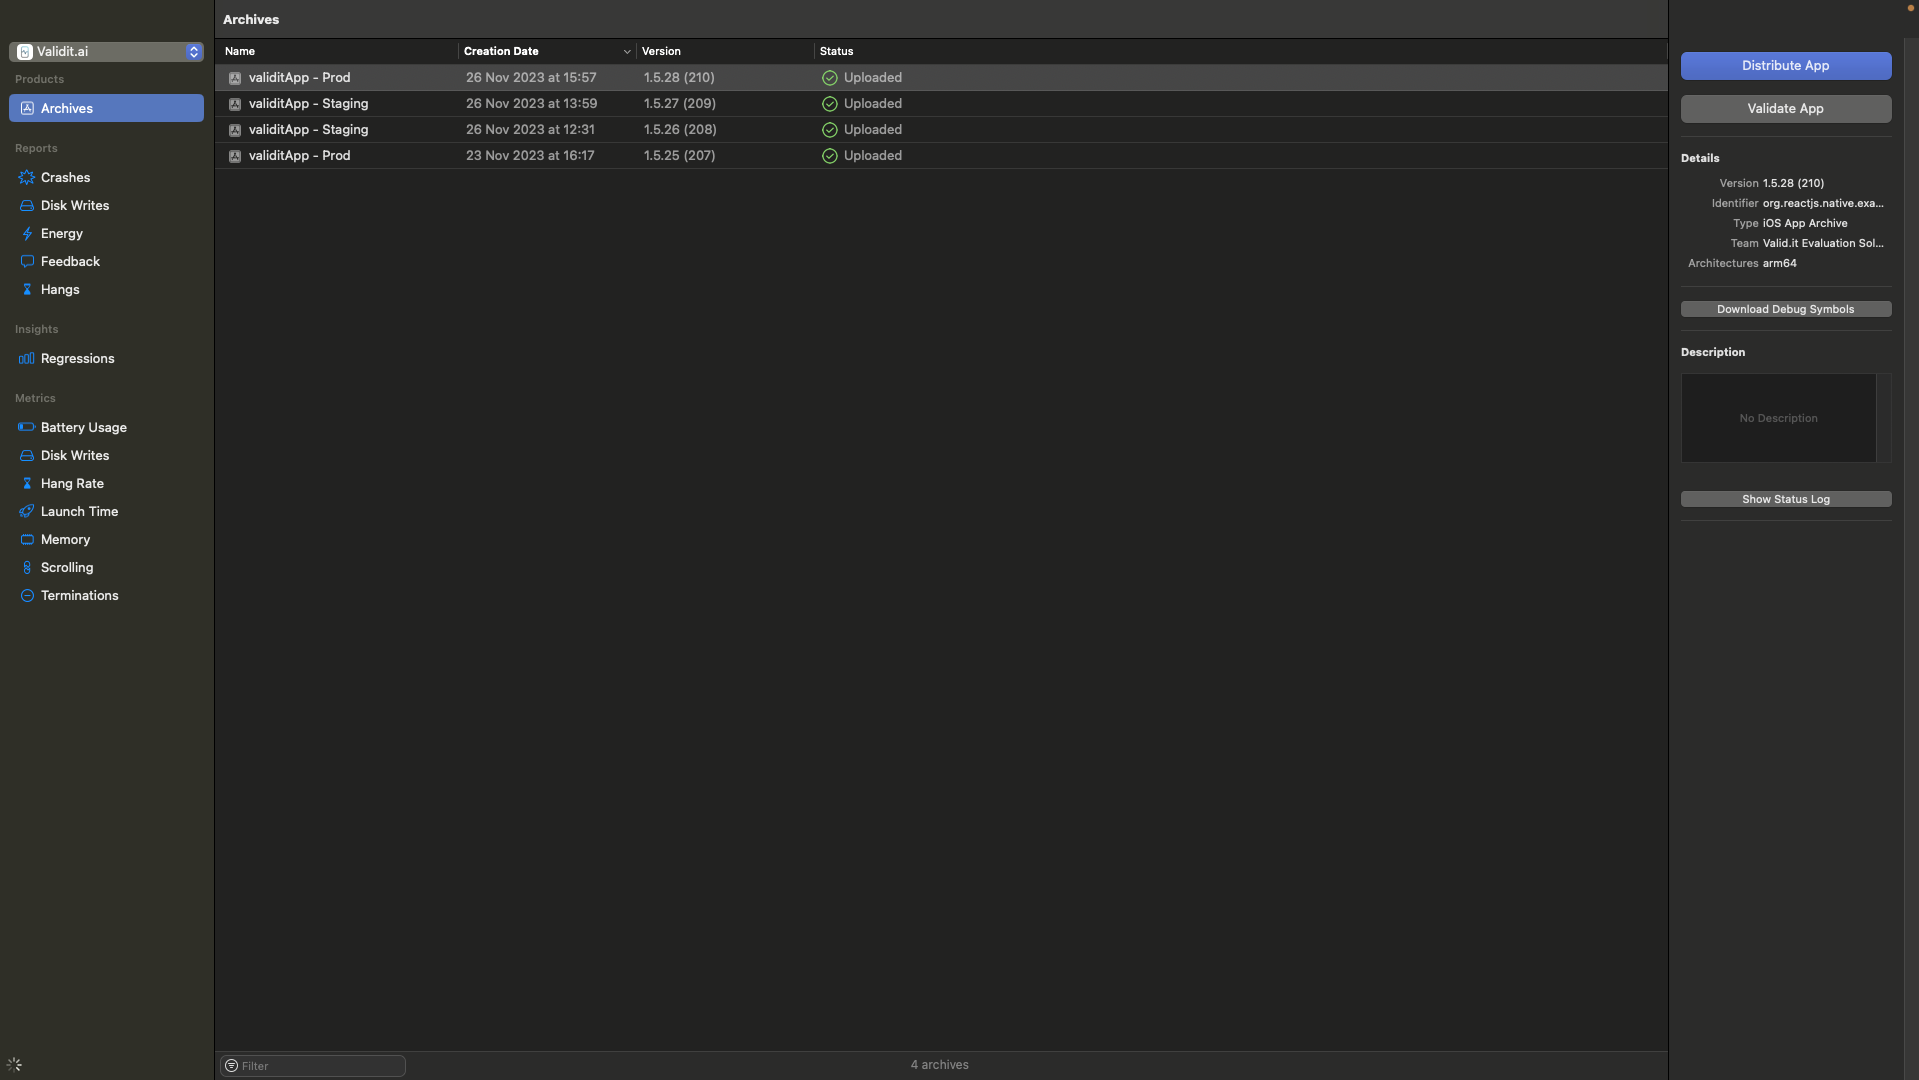 Validit.ai
Products
Archives
Reports
Crashes
Disk Writes
Energy
Feedback
Hangs
Insights
Regressions
Metrics
Battery Usage
Disk Writes
Hang Rate
Launch Time
Memory
Scrolling
Terminations
Archives
Name Creation Date Version Status
validitApp - Prod 26 Nov 2023 at 15:57 1.5.28 (210) Uploaded
validitApp - Staging 26 Nov 2023 at 13:59 1.5.27 (209) Uploaded
validitApp - Staging 26 Nov 2023 at 12:31 1.5.26 (208) Uploaded
validitApp - Prod 23 Nov 2023 at 16:17 1.5.25 (207) Uploaded
Filter
4 archives
Distribute App
Validate App
Details
Version 1.5.28 (210)
Identifier org.reactjs.native.exa...
Type iOS App Archive
Team Valid.it Evaluation Sol...
Architectures arm64
Download Debug Symbols
Description
No Description
Show Status Log